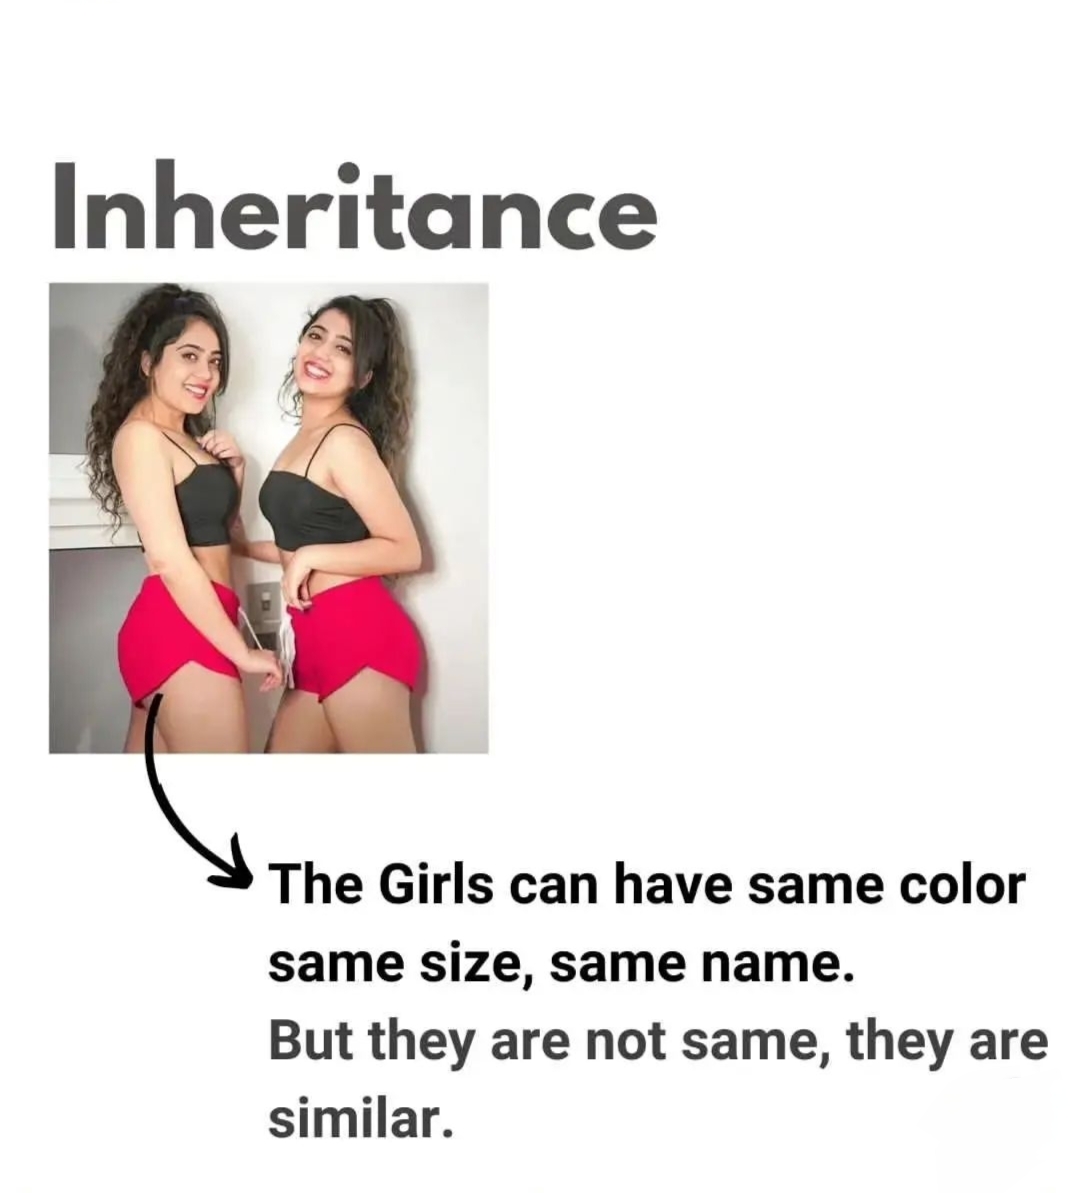 Inheritance
The Girls can have same color
same size, same name.
But they are not same, they are
similar.